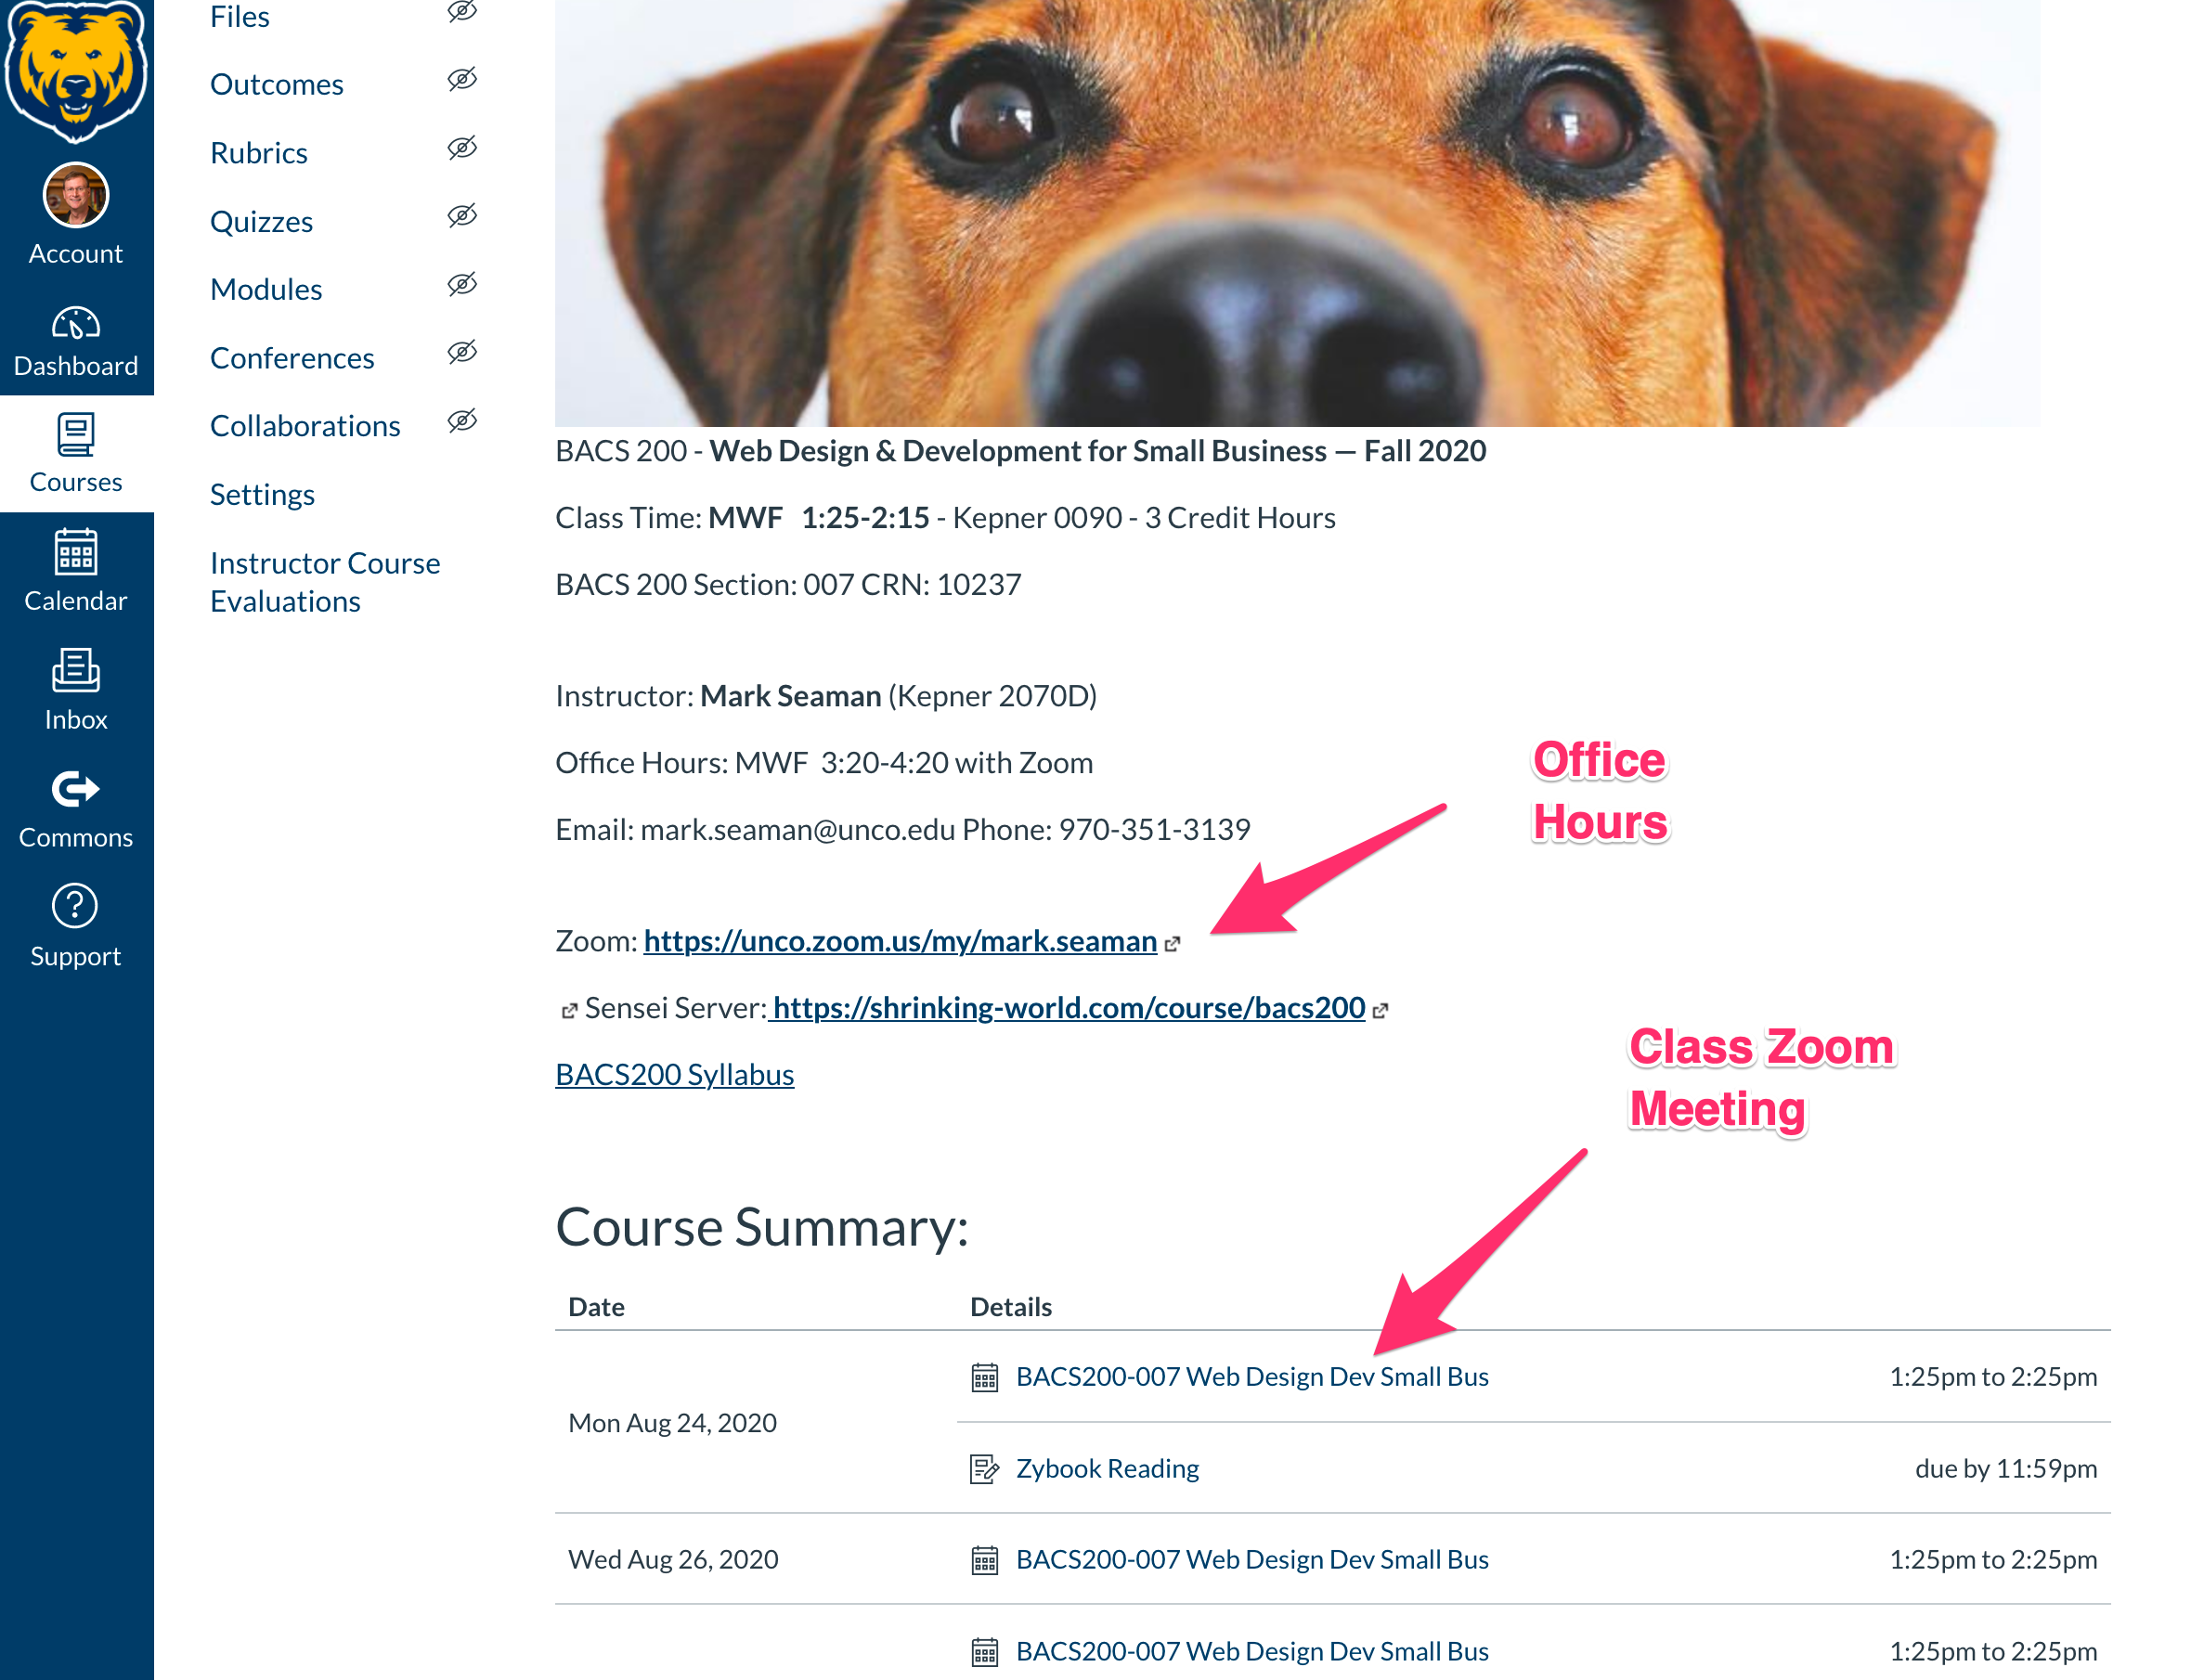 Account
Dashboard
Courses
Calendar
Inbox
Commons
Support
Files
Outcomes
Rubrics
Quizzes
Modules
Conferences
Collaborations
Settings
Instructor Course
Evaluations
BACS 200 - Web Design & Development for Small Business — Fall 2020
Class Time: MWF 1:25-2:15 - Kepner 0090 - 3 Credit Hours
BACS 200 Section: 007 CRN: 10237
Instructor: Mark Seaman (Kepner 2070D)
Office Hours: MWF 3:20-4:20 with Zoom
Email: mark.seaman@unco.edu Phone: 970-351-3139
Office
Hours
Zoom: https://unco.zoom.us/my/mark.seaman
Sensei Server: https://shrinking-world.com/course/bacs200
BACS200 Syllabus
Class Zoom
Meeting
Course Summary:
Date Details
Mon Aug 24, 2020
BACS200-007 Web Design Dev Small Bus 1:25pm to 2:25pm
Zybook Reading due by 11:59pm
Wed Aug 26, 2020 BACS200-007 Web Design Dev Small Bus 1:25pm to 2:25pm
BACS200-007 Web Design Dev Small Bus 1:25pm to 2:25pm